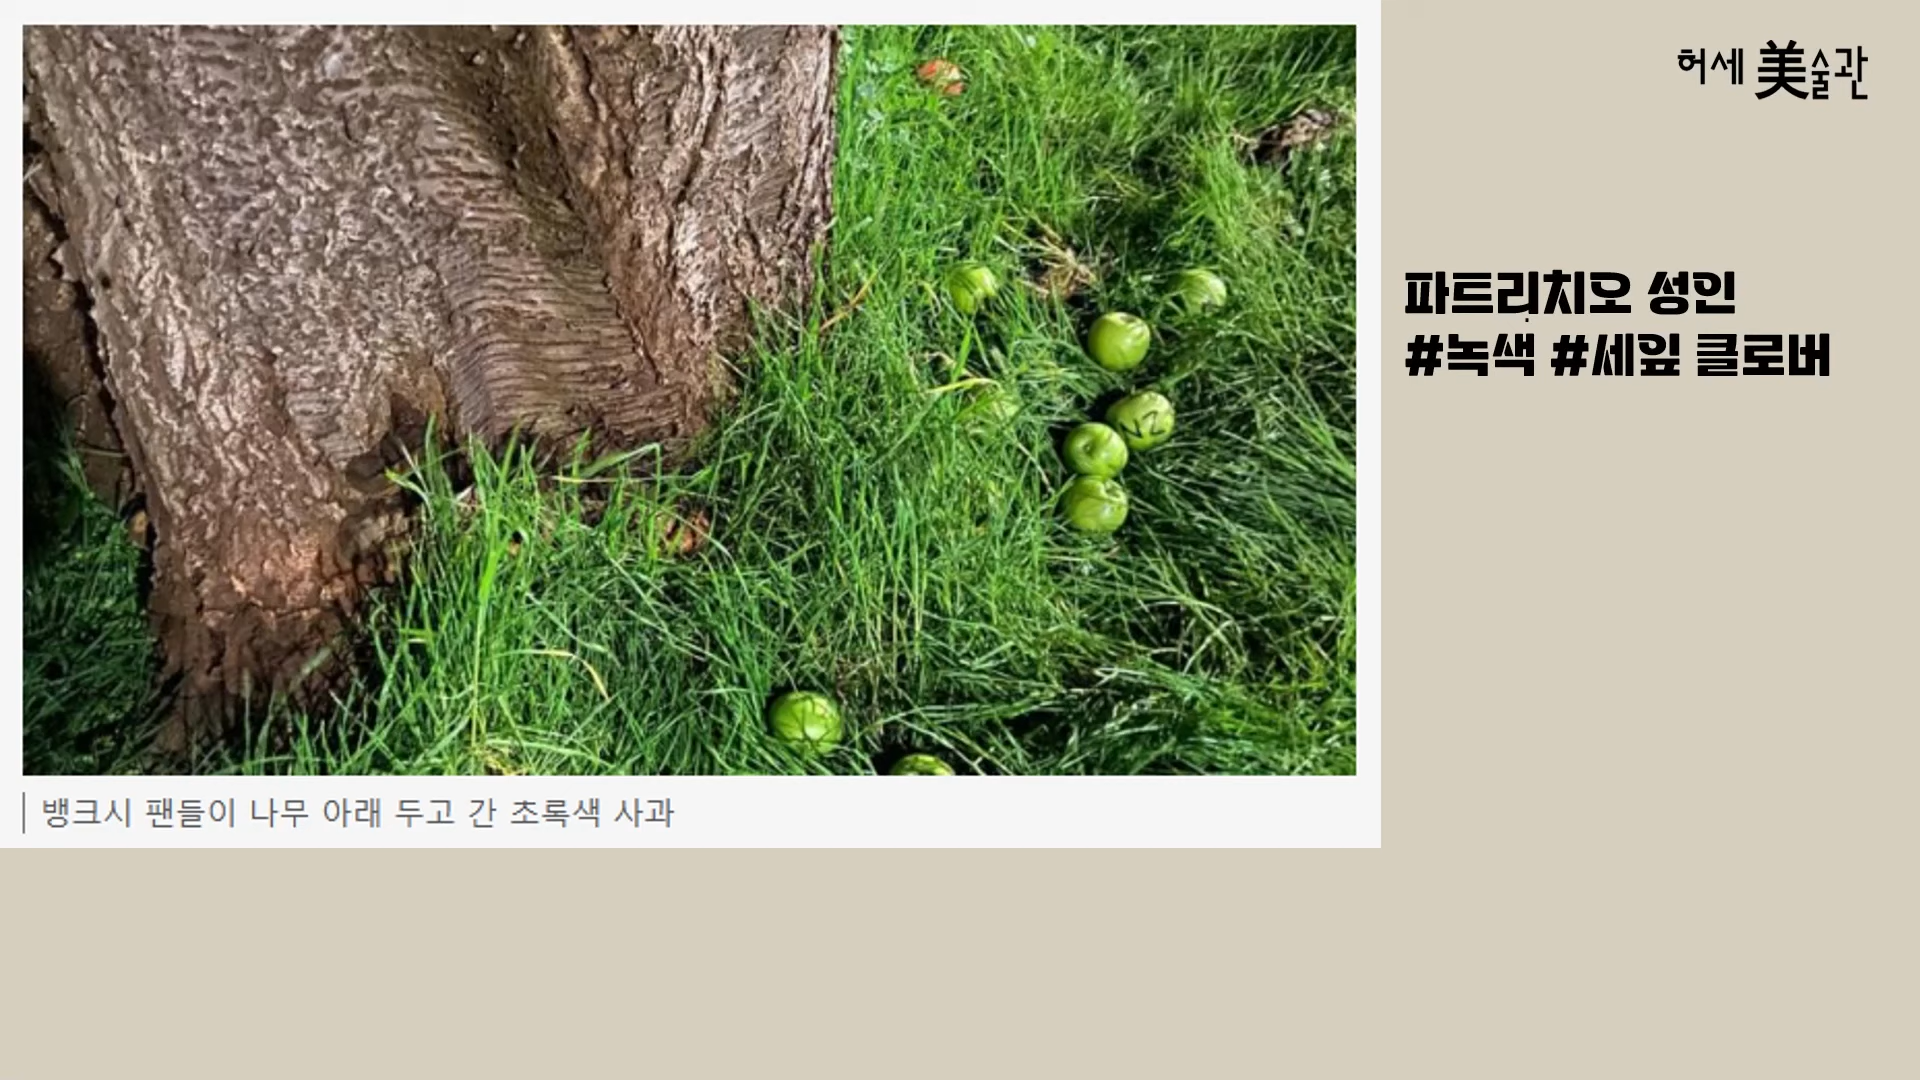 허세 美술관
파트리치오 성인
#녹색 #세잎 클로버
NZ
뱅크시 팬들이 나무 아래 두고 간 초록색 사과